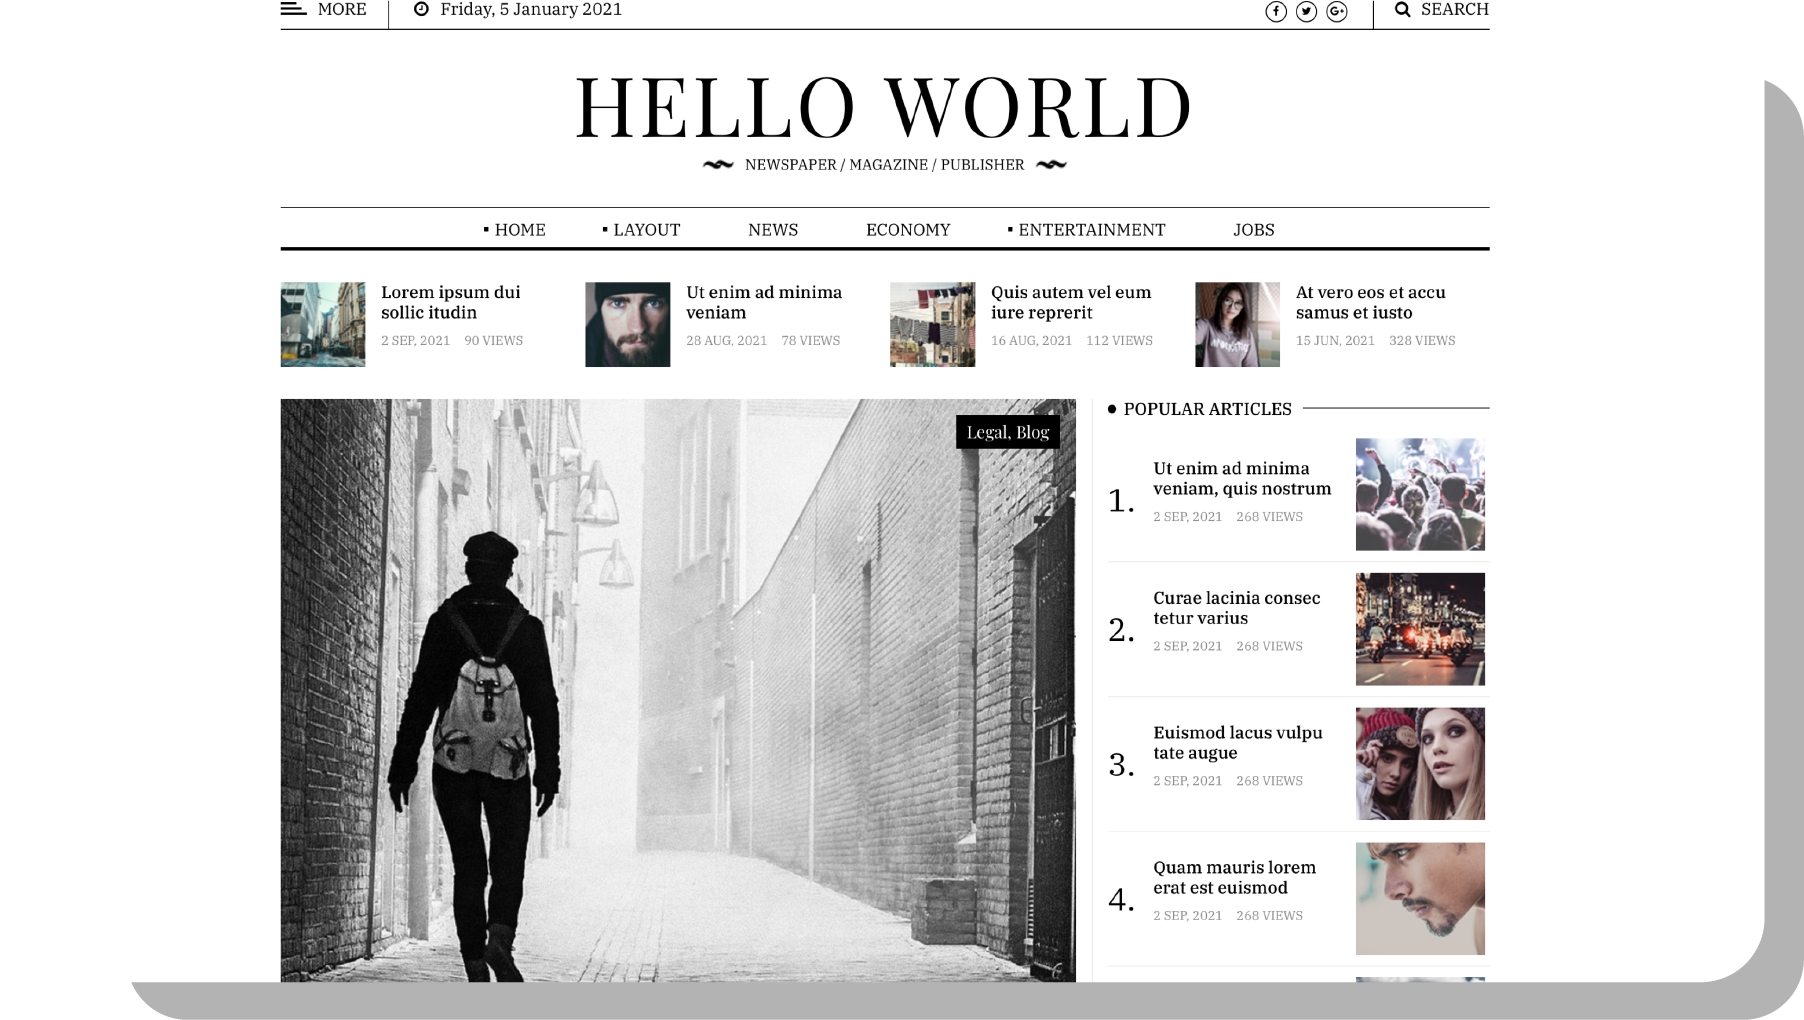 MORE
Friday, 5 January 2021
SEARCH
HELLO WORLD
NEWSPAPER / MAGAZINE / PUBLISHER
HOME
LAYOUT
NEWS
ECONOMY
ENTERTAINMENT
JOBS
Lorem ipsum dui
sollic itudin
2 SEP, 2021 90 VIEWS
Ut enim ad minima
veniam
28 AUG, 2021 78 VIEWS
Quis autem vel eum
iure reprerit
16 AUG, 2021 112 VIEWS
At vero eos et accu
samus et iusto
15 JUN, 2021 328 VIEWS
Legal, Blog
POPULAR ARTICLES
1.
Ut enim ad minima
veniam, quis nostrum
2 SEP, 2021 268 VIEWS
2.
Curae lacinia consec
tetur varius
2 SEP, 2021 268 VIEWS
3.
Euismod lacus vulpu
tate augue
2 SEP, 2021 268 VIEWS
4.
Quam mauris lorem
erat est euismod
2 SEP, 2021 268 VIEWS